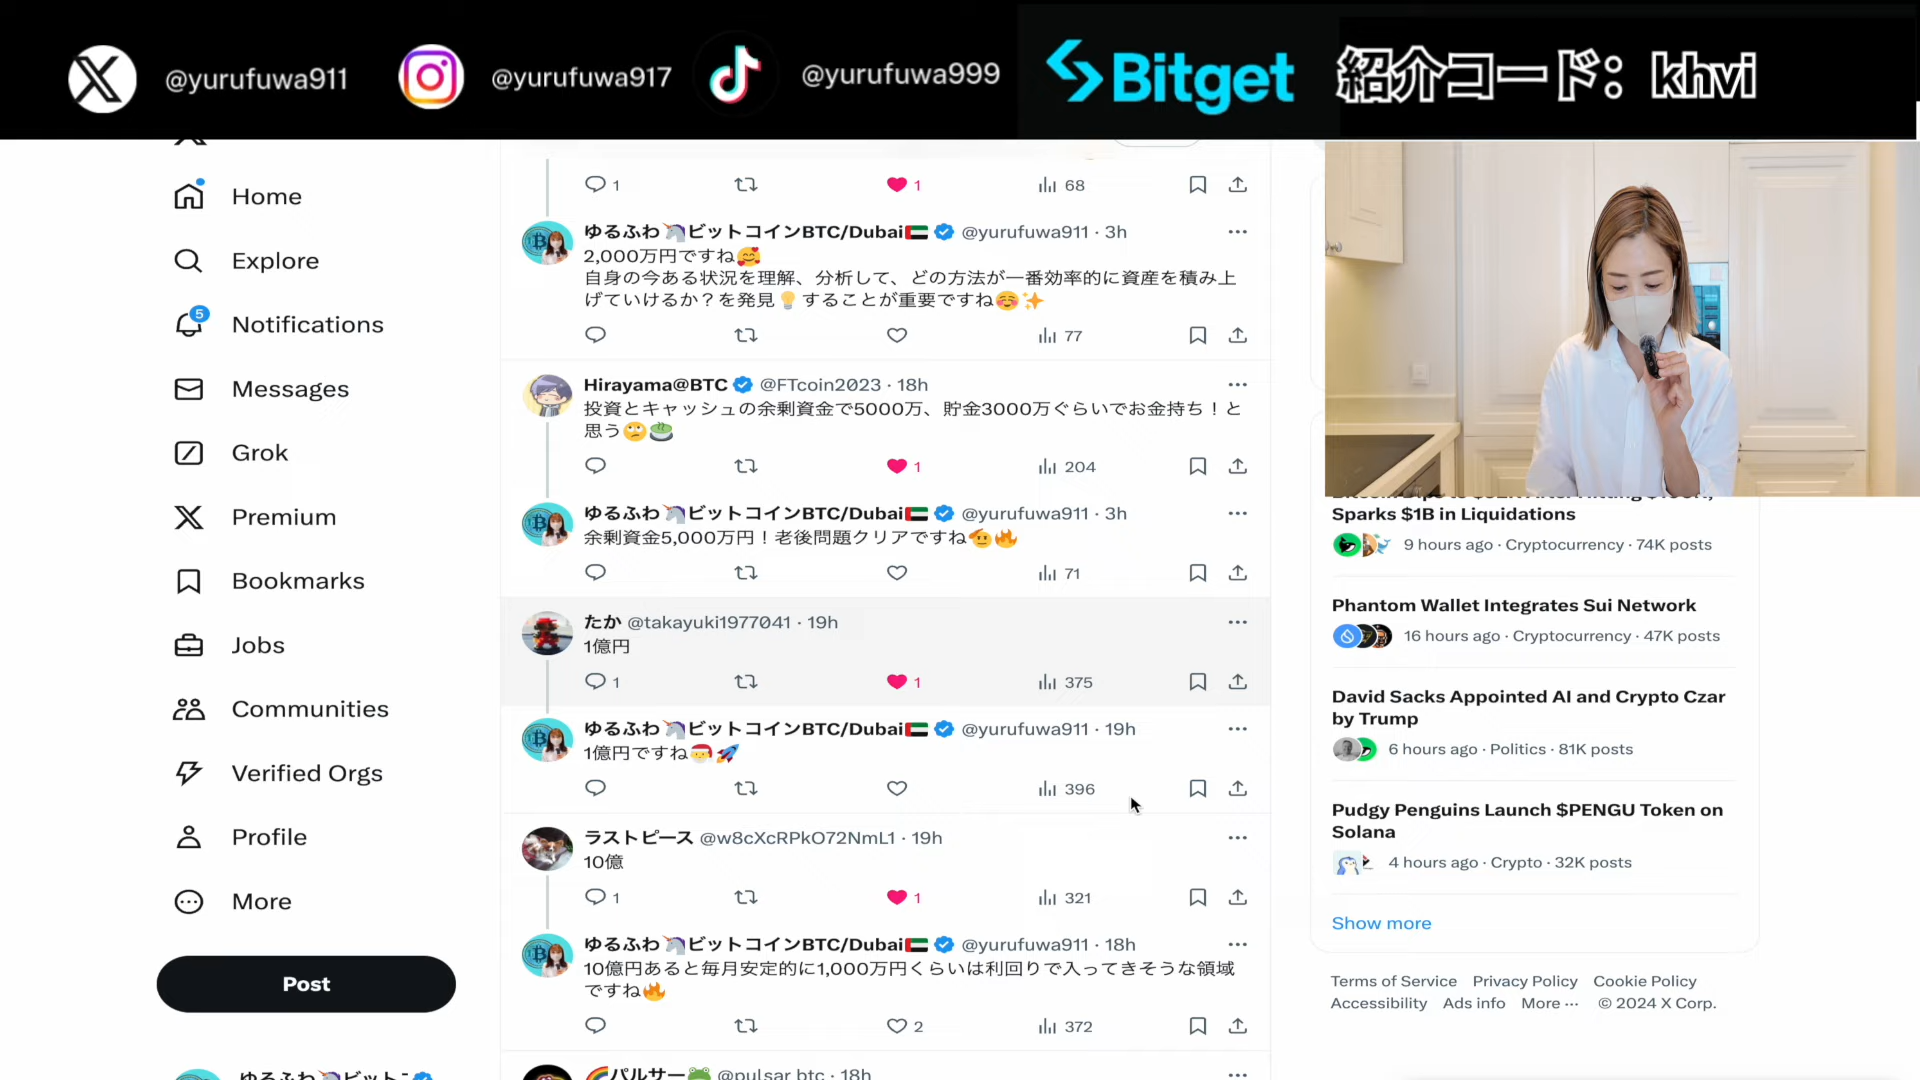 @yurufuwa911
@yurufuwa917
@yurufuwa999
Bitget
紹介コード: khvi
Home
Explore
5
Notifications
Messages
Grok
Premium
Bookmarks
Jobs
Communities
Verified Orgs
Profile
More
Post
1 1 68
ゆるふわ🦄ビットコインBTC/Dubai🇦🇪 @yurufuwa911 · 3h
2,000万円ですね🥰
自身の今ある状況を理解、分析して、どの方法が一番効率的に資産を積み上
げていけるか？を発見💡することが重要ですね☺️✨
77
Hirayama@BTC @FTcoin2023 · 18h
投資とキャッシュの余剰資金で5000万、貯金3000万ぐらいでお金持ち！と
思う🙄🍵
1 204
ゆるふわ🦄ビットコインBTC/Dubai🇦🇪 @yurufuwa911 · 3h
余剰資金5,000万円！老後問題クリアですね🫡🔥
71
たか @takayuki1977041 · 19h
1億円
1 1 375
ゆるふわ🦄ビットコインBTC/Dubai🇦🇪 @yurufuwa911 · 19h
1億円ですね🎅🚀
396
ラストピース @w8cXcRPkO72NmL1 · 19h
10億
1 1 321
ゆるふわ🦄ビットコインBTC/Dubai🇦🇪 @yurufuwa911 · 18h
10億円あると毎月安定的に1,000万円くらいは利回りで入ってきそうな領域
ですね🔥
2 372
🌈パルサー🐸 @pulsar_btc · 18h
Sparks $1B in Liquidations
9 hours ago · Cryptocurrency · 74K posts
Phantom Wallet Integrates Sui Network
16 hours ago · Cryptocurrency · 47K posts
David Sacks Appointed AI and Crypto Czar
by Trump
6 hours ago · Politics · 81K posts
Pudgy Penguins Launch $PENGU Token on
Solana
4 hours ago · Crypto · 32K posts
Show more
Terms of Service Privacy Policy Cookie Policy
Accessibility Ads info More ··· © 2024 X Corp.